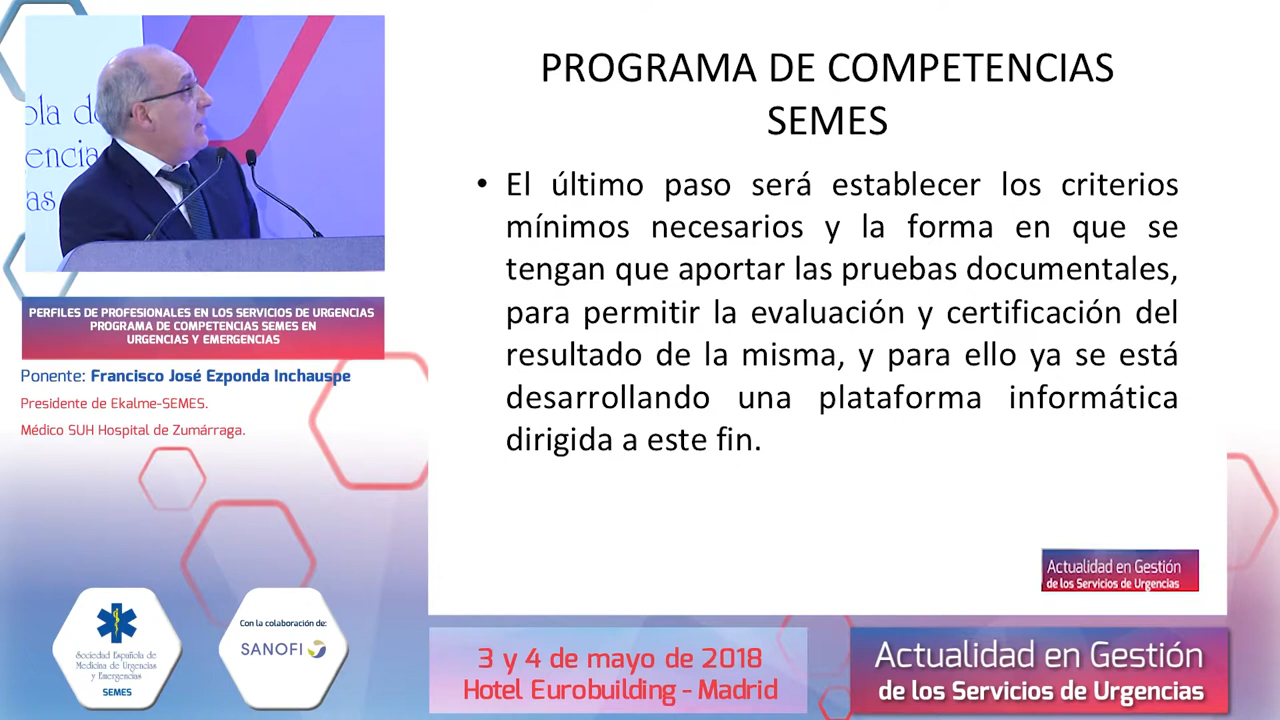 PERFILES DE PROFESIONALES EN LOS SERVICIOS DE URGENCIAS
PROGRAMA DE COMPETENCIAS SEMES EN
URGENCIAS Y EMERGENCIAS
Ponente: Francisco José Ezponda Inchauspe
Presidente de Ekalme-SEMES.
Médico SUH Hospital de Zumárraga.
Sociedad Española de
Medicina de Urgencias
y Emergencias
SEMES
Con la colaboración de:
SANOFI
PROGRAMA DE COMPETENCIAS
SEMES
• El último paso será establecer los criterios
mínimos necesarios y la forma en que se
tengan que aportar las pruebas documentales,
para permitir la evaluación y certificación del
resultado de la misma, y para ello ya se está
desarrollando una plataforma informática
dirigida a este fin.
Actualidad en Gestión
de los Servicios de Urgencias
3 y 4 de mayo de 2018
Hotel Eurobuilding - Madrid
Actualidad en Gestión
de los Servicios de Urgencias